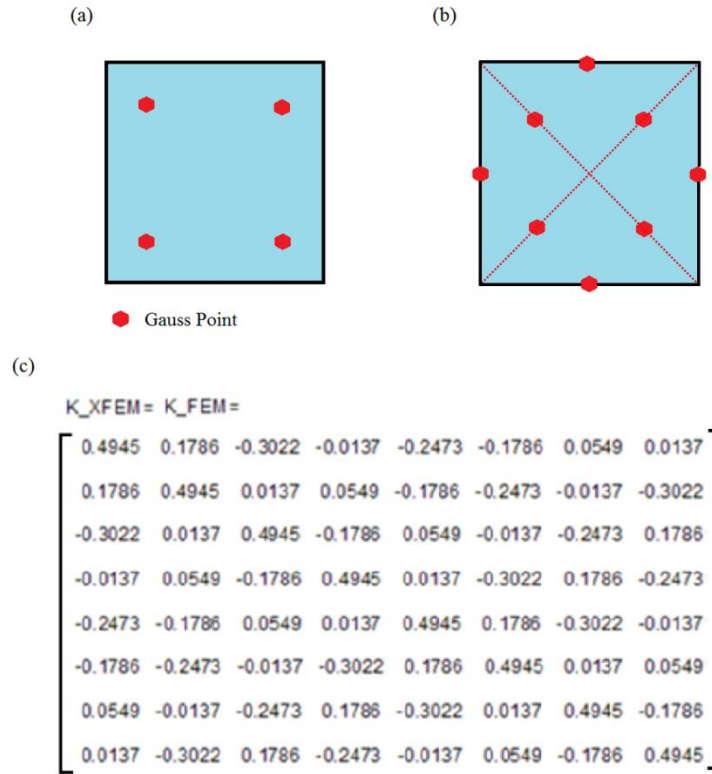 (a)
(b)
Gauss Point
(c)
K_XFEM= K_FEM=
0.4945 0.1786 -0.3022 -0.0137 -0.2473 -0.1786 0.0549 0.0137
0.1786 0.4945 0.0137 0.0549 -0.1786 -0.2473 -0.0137 -0.3022
-0.3022 0.0137 0.4945 -0.1786 0.0549 -0.0137 -0.2473 0.1786
-0.0137 0.0549 -0.1786 0.4945 0.0137 -0.3022 0.1786 -0.2473
-0.2473 -0.1786 0.0549 0.0137 0.4945 0.1786 -0.3022 -0.0137
-0.1786 -0.2473 -0.0137 -0.3022 0.1786 0.4945 0.0137 0.0549
0.0549 -0.0137 -0.2473 0.1786 -0.3022 0.0137 0.4945 -0.1786
0.0137 -0.3022 0.1786 -0.2473 -0.0137 0.0549 -0.1786 0.4945